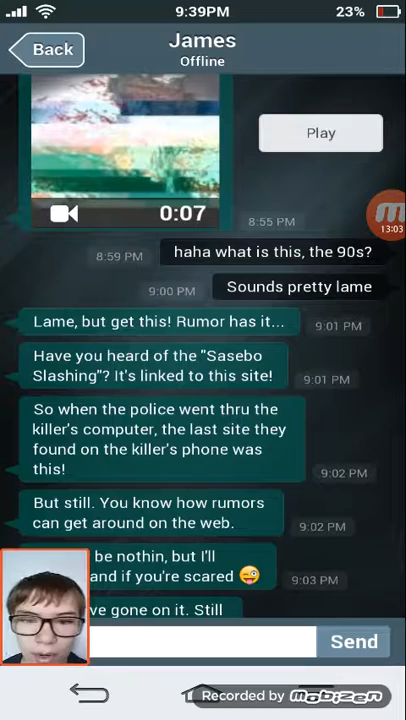 9:39PM 23%
Back James
Offline
Play
0:07
8:55 PM
13:03
8:59 PM haha what is this, the 90s?
9:00 PM Sounds pretty lame
Lame, but get this! Rumor has it... 9:01 PM
Have you heard of the "Sasebo
Slashing"? It's linked to this site! 9:01 PM
So when the police went thru the
killer's computer, the last site they
found on the killer's phone was
this! 9:02 PM
But still. You know how rumors
can get around on the web. 9:02 PM
be nothin, but I'll
and if you're scared 😜 9:03 PM
ve gone on it. Still
Send
Recorded by mobizen